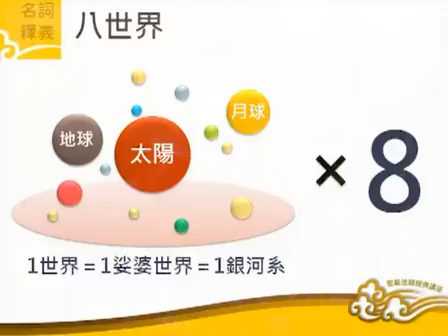 名詞
釋義
八世界
月球
地球
太陽
× 8
1世界=1娑婆世界=1銀河系